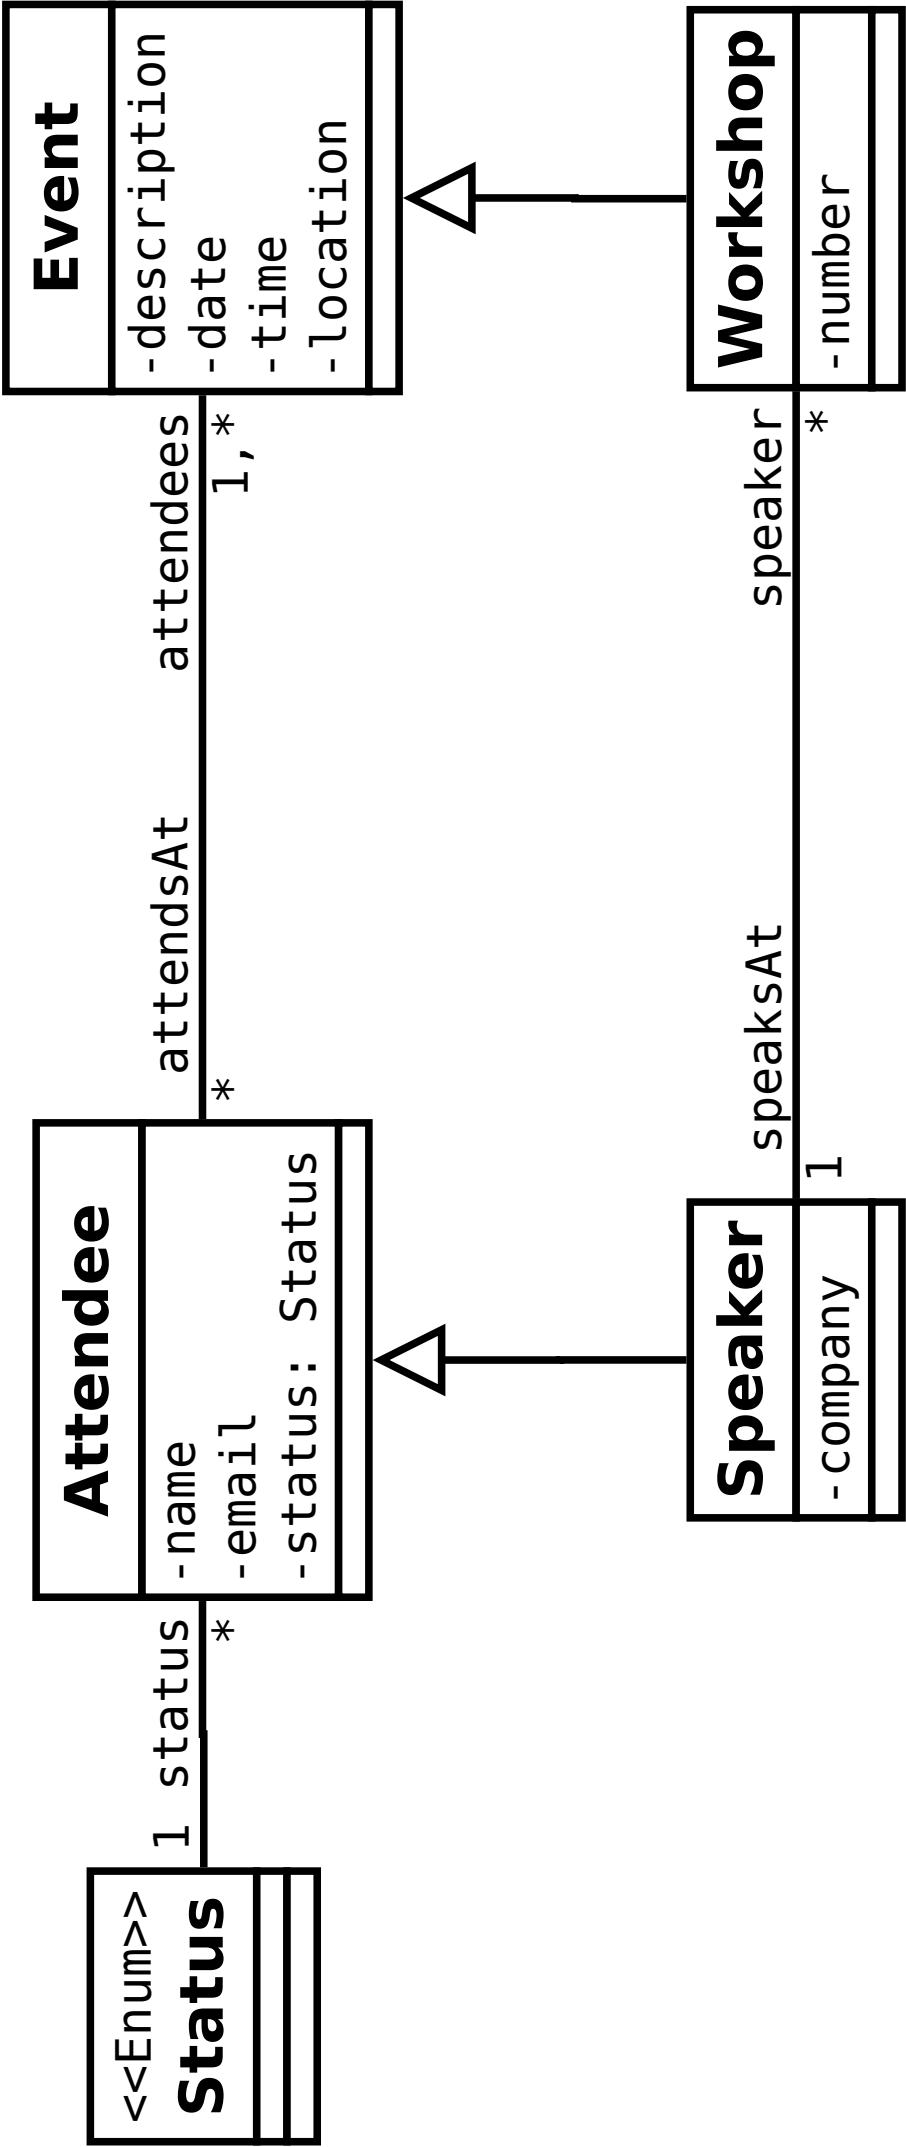 <<Enum>>
Status
1 status
*
Attendee
-name
-email
-status: Status
attendsAt
*
attendees
1,*
Event
-description
-date
-time
-location
Speaker
-company
speaksAt
1
speaker
*
Workshop
-number